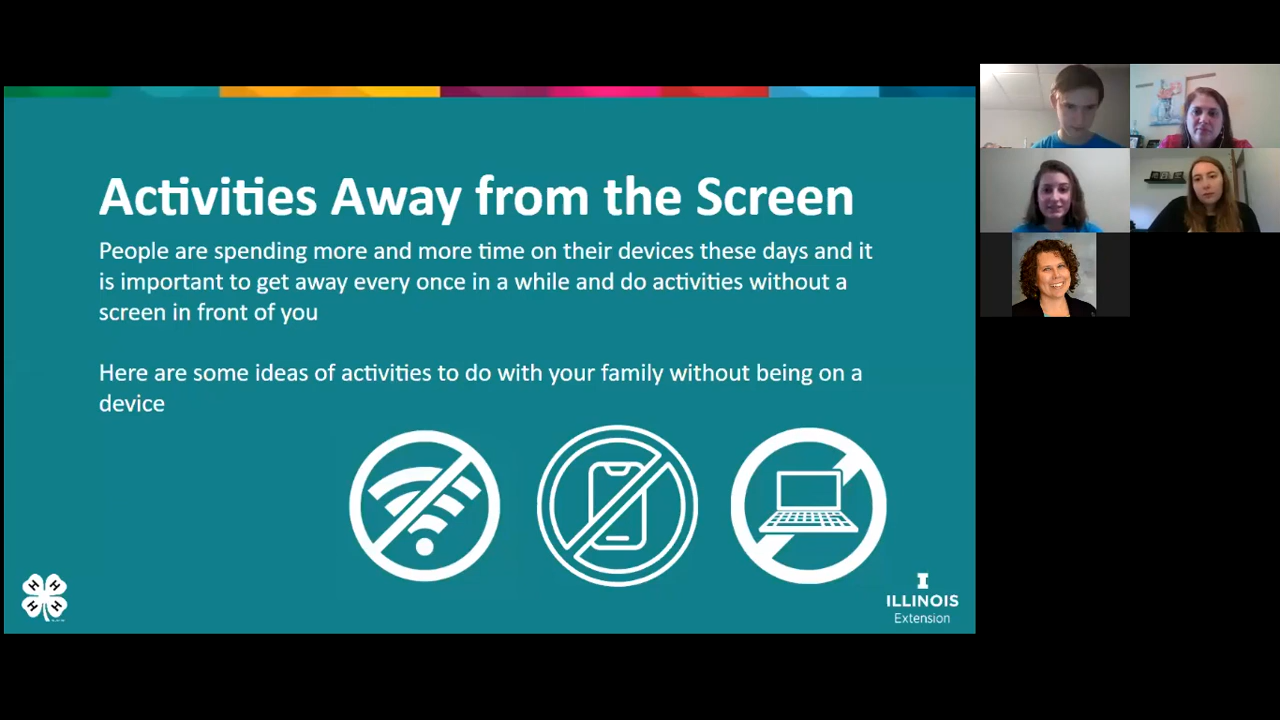 Activities Away from the Screen
People are spending more and more time on their devices these days and it
is important to get away every once in a while and do activities without a
screen in front of you
Here are some ideas of activities to do with your family without being on a
device
H H
H H
I
ILLINOIS
Extension